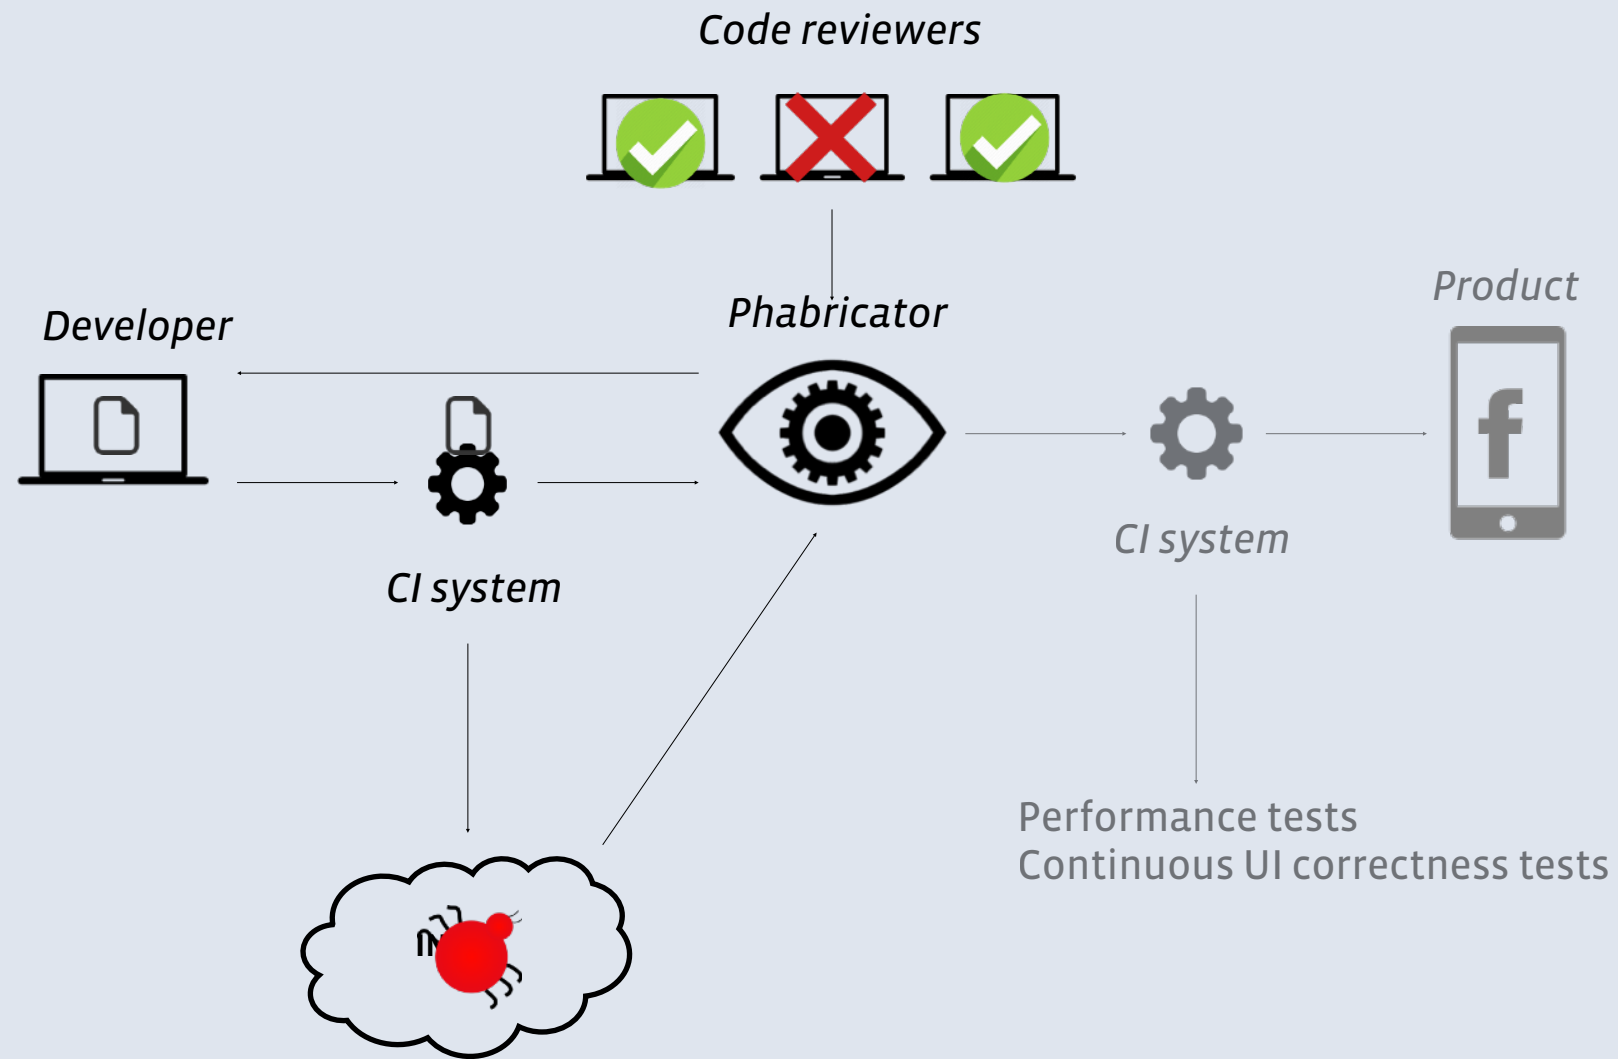 Code reviewers
Product
Phabricator
Developer
CI system
CI system
Performance tests
Continuous UI correctness tests
f